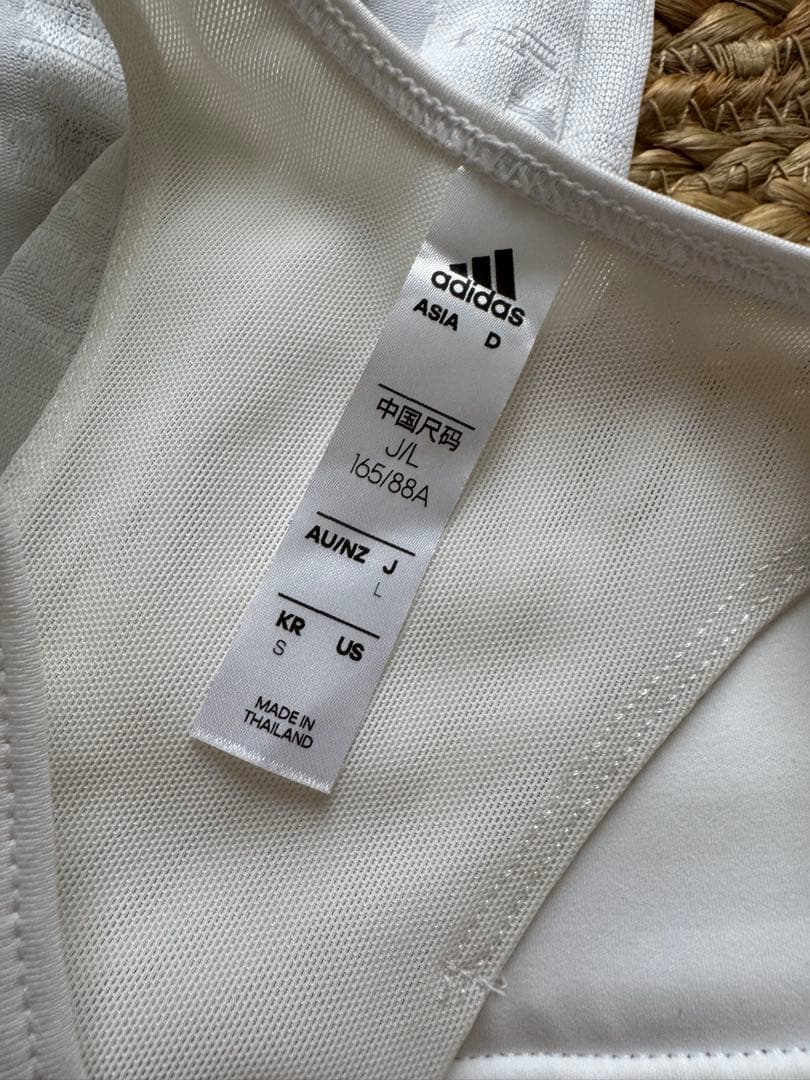 adidas
ASIA D
中国尺码
J/L
165/88A
AU/NZ J
L
KR US
S
MADE IN
THAILAND